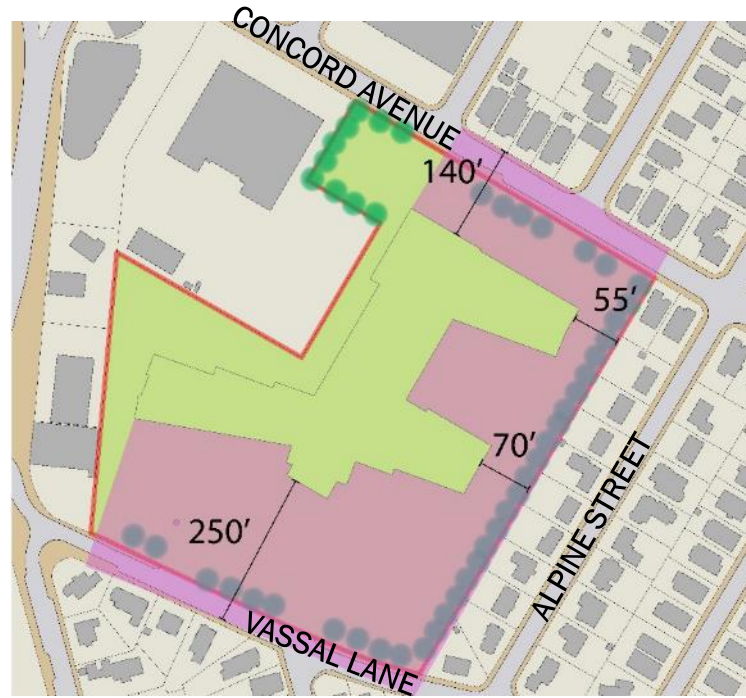 CONCORD AVENUE
140’
55’
70’
250’
ALPINE STREET
VASSAL LANE